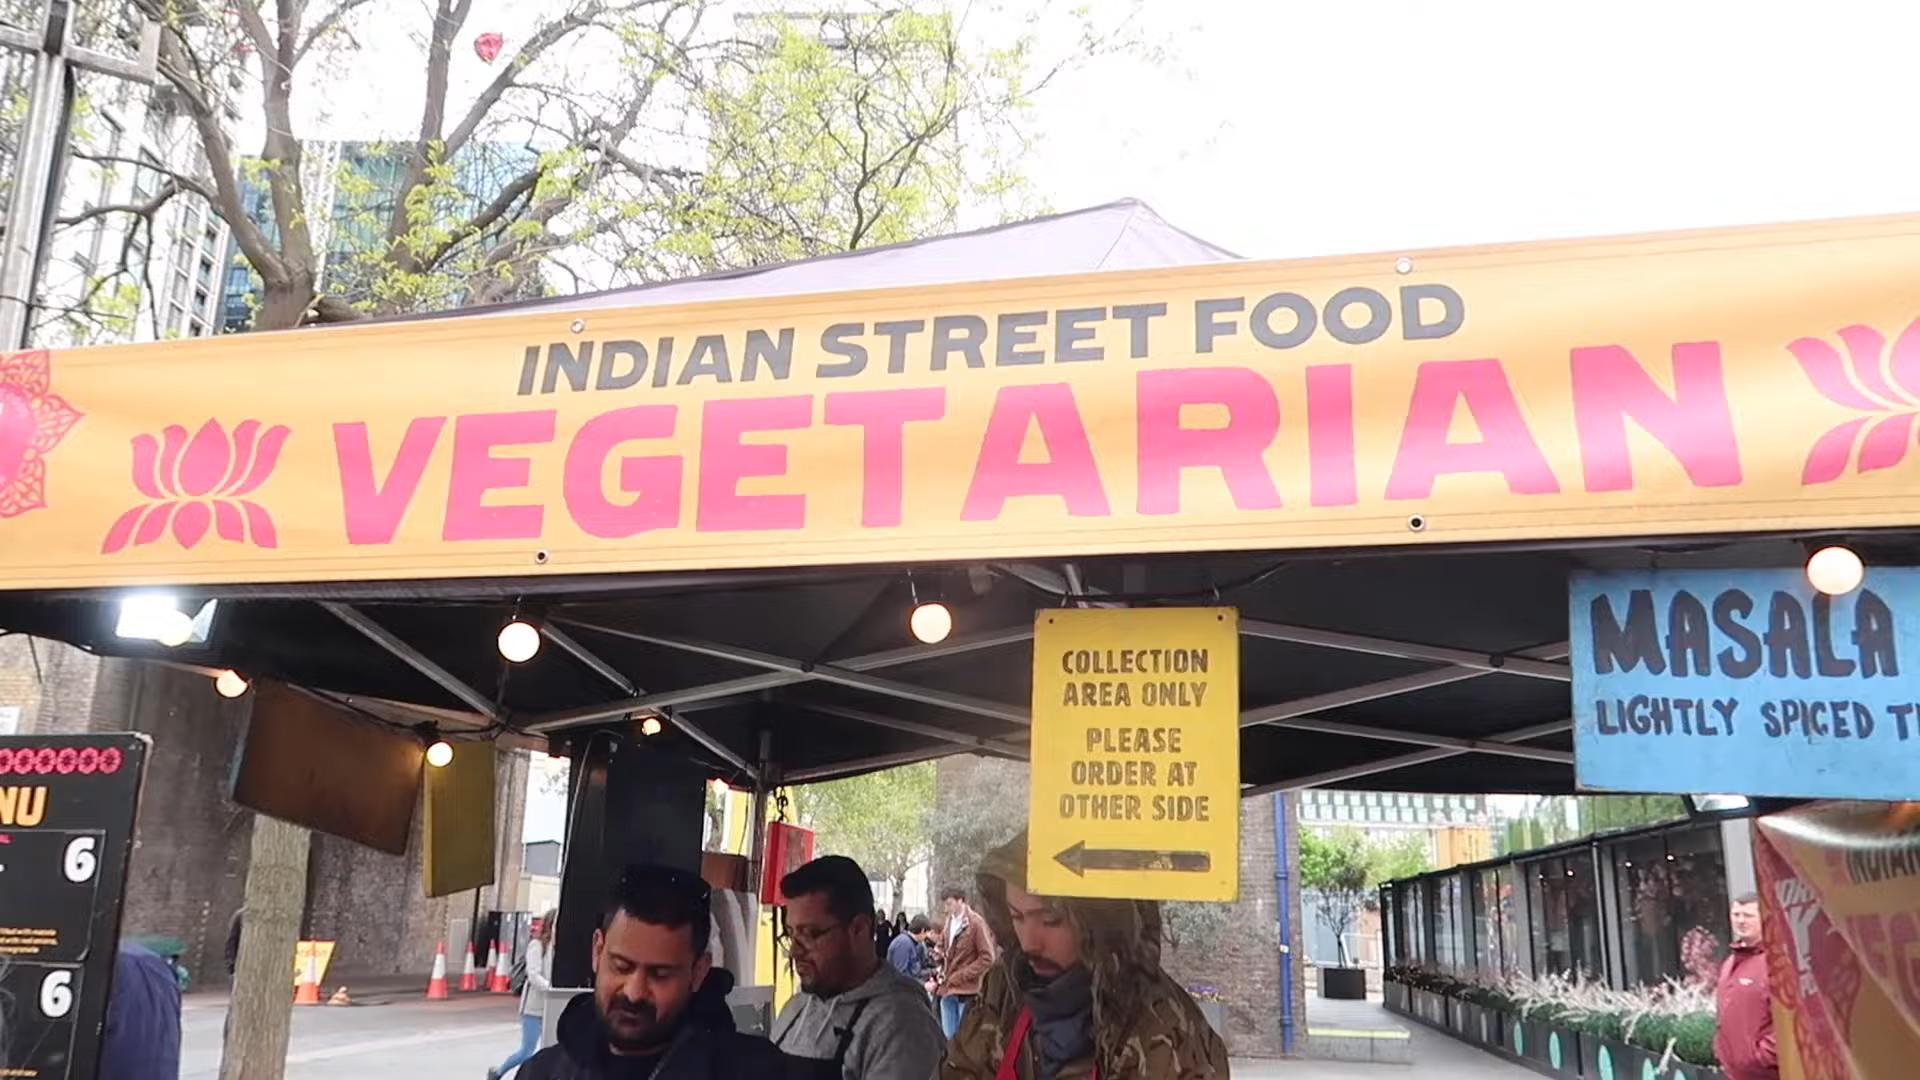 INDIAN STREET FOOD
VEGETARIAN
COLLECTION
AREA ONLY
PLEASE
ORDER AT
OTHER SIDE
MASALA
LIGHTLY SPICED
NU
6
6